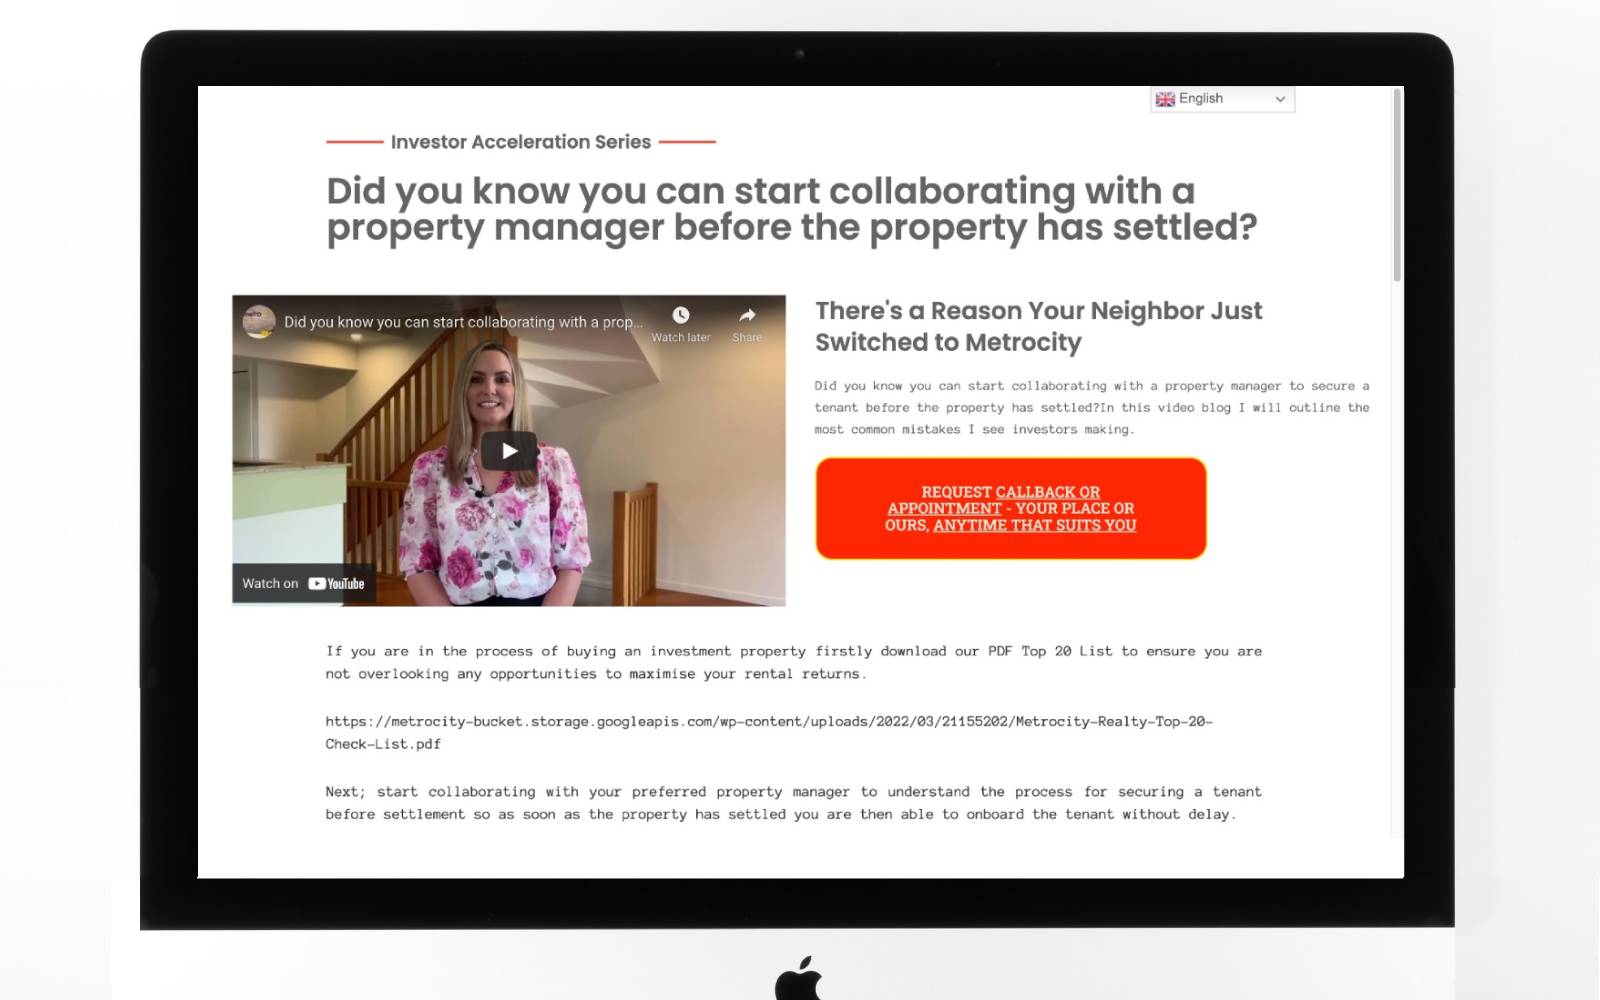 English
Investor Acceleration Series
Did you know you can start collaborating with a
property manager before the property has settled?
Did you know you can start collaborating with a prop...
Watch later
Share
Watch on YouTube
There's a Reason Your Neighbor Just
Switched to Metrocity
Did you know you can start collaborating with a property manager to secure a
tenant before the property has settled?In this video blog I will outline the
most common mistakes I see investors making.
REQUEST CALLBACK OR
APPOINTMENT - YOUR PLACE OR
OURS, ANYTIME THAT SUITS YOU
If you are in the process of buying an investment property firstly download our PDF Top 20 List to ensure you are
not overlooking any opportunities to maximise your rental returns.
https://metrocity-bucket.storage.googleapis.com/wp-content/uploads/2022/03/21155202/Metrocity-Realty-Top-20-
Check-List.pdf
Next; start collaborating with your preferred property manager to understand the process for securing a tenant
before settlement so as soon as the property has settled you are then able to onboard the tenant without delay.